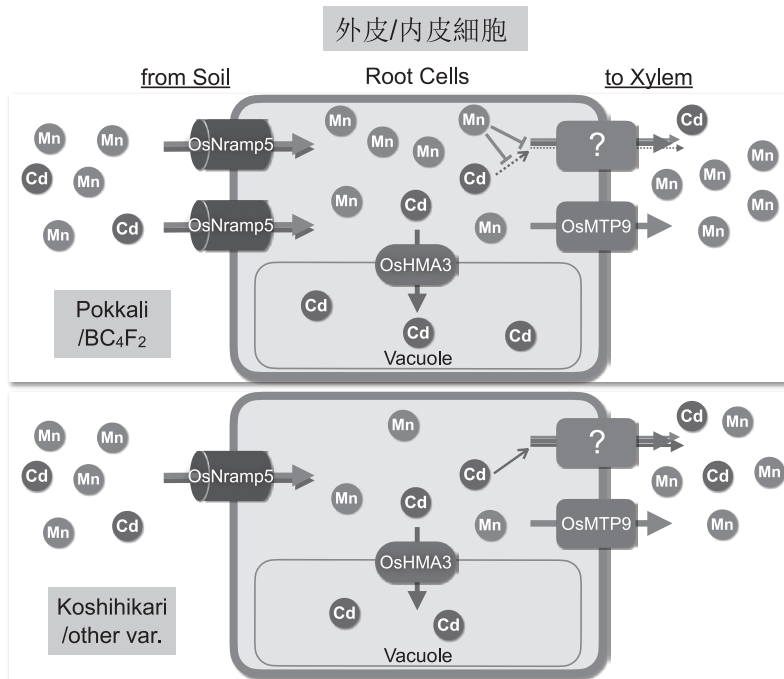 外皮/内皮細胞
from Soil
Root Cells
to Xylem
Mn
Mn
Cd
Mn
Mn
Cd
OsNramp5
OsNramp5
Mn
Mn
Mn
Mn
Cd
Mn
Cd
Mn
?
OsMTP9
Cd
Mn
Mn
Mn
Mn
Mn
OsHMA3
Cd
Cd
Cd
Vacuole
Pokkali
/BC₄F₂
Mn
Mn
Cd
Mn
Mn
Cd
OsNramp5
Mn
Mn
Cd
Cd
Mn
?
OsMTP9
Cd
Mn
Mn
Cd
Mn
Mn
OsHMA3
Cd
Cd
Vacuole
Koshihikari
/other var.